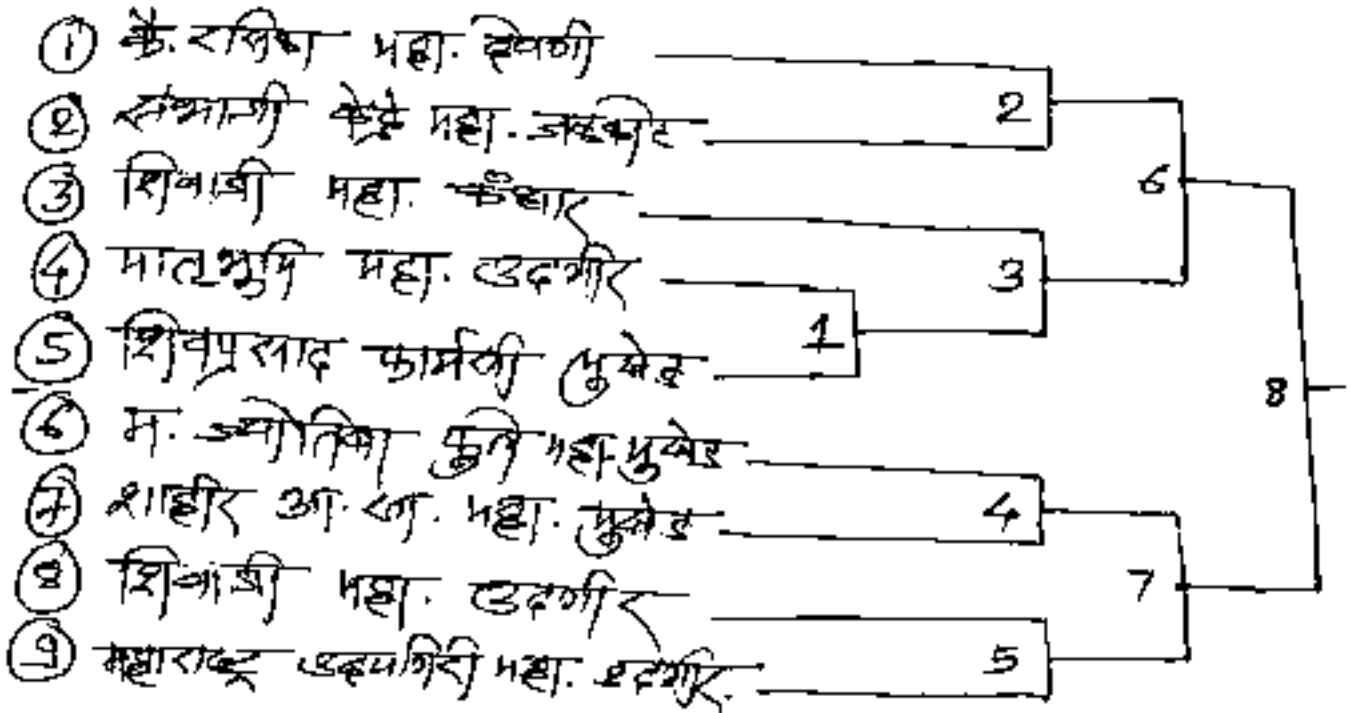 ① कै. रसिका महा. देवणी
② संभाजी केंद्रे महा. जळकोट
③ शिवाजी महा. कंधार
④ मातृभुमि महा. उदगीर
⑤ शिवप्रसाद फार्मसी मुखेड
⑥ म. ज्योतिबा फुले महा. मुखेड
⑦ शाहीर आ. सा. महा. मुखेड
⑧ शिवाजी महा. उदगीर
⑨ महाराष्ट्र उदयगिरी महा. उदगीर.
2
6
3
1
8
4
7
5